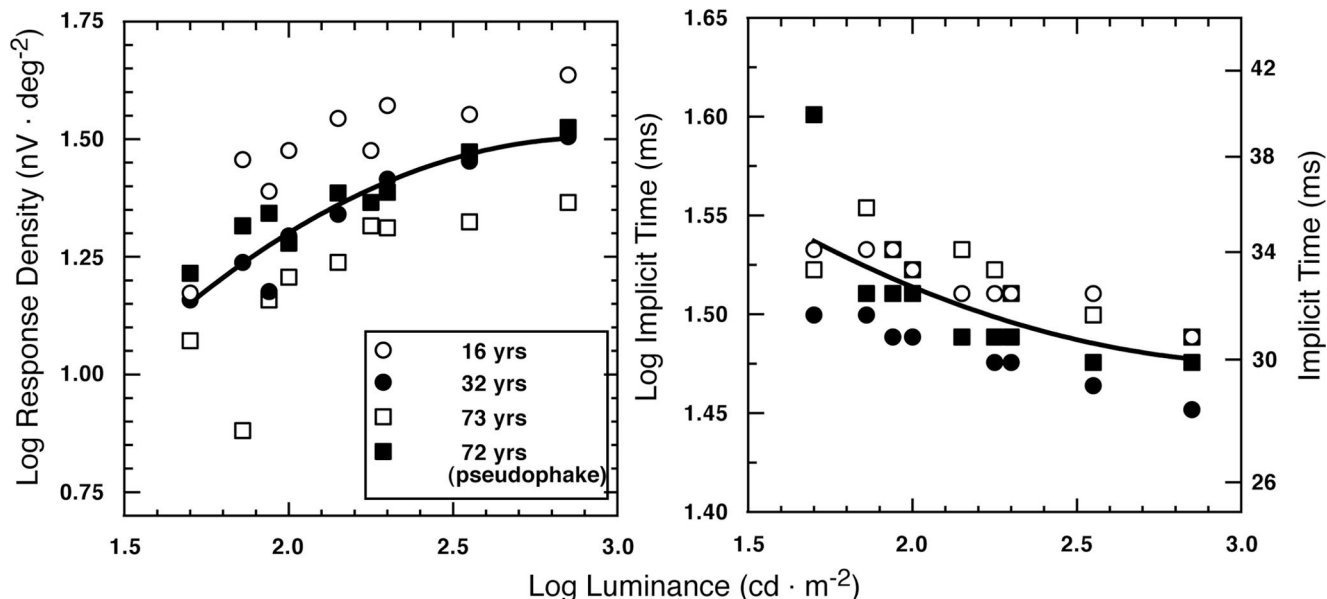 Log Response Density (nV · deg-2)
1.75
1.50
1.25
1.00
0.75
16 yrs
32 yrs
73 yrs
72 yrs
(pseudophake)
1.5
2.0
2.5
3.0
Log Implicit Time (ms)
1.65
1.60
1.55
1.50
1.45
1.40
1.5
2.0
2.5
3.0
42
38
34
30
26
Implicit Time (ms)
Log Luminance (cd · m-2)